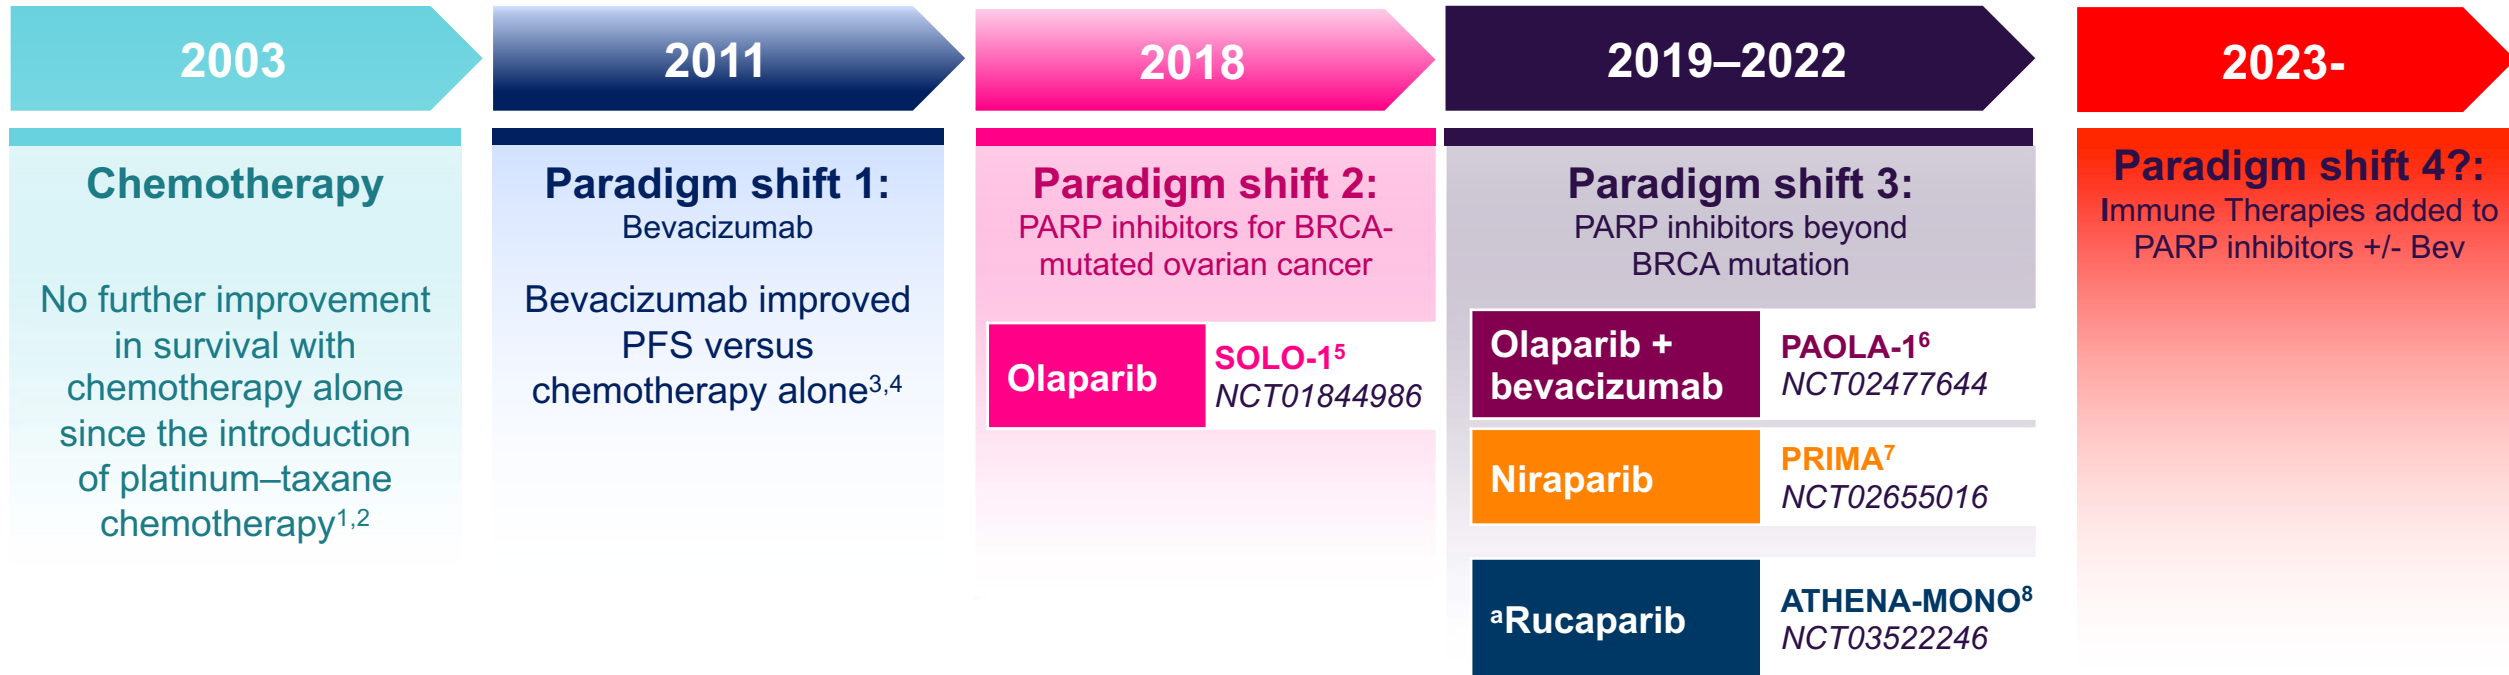 2003
Chemotherapy
No further improvement
in survival with
chemotherapy alone
since the introduction
of platinum–taxane
chemotherapy1,2
2011
Paradigm shift 1:
Bevacizumab
Bevacizumab improved
PFS versus
chemotherapy alone3,4
2018
Paradigm shift 2:
PARP inhibitors for BRCA-
mutated ovarian cancer
Olaparib
SOLO-15
NCT01844986
2019–2022
Paradigm shift 3:
PARP inhibitors beyond
BRCA mutation
Olaparib +
bevacizumab
PAOLA-16
NCT02477644
Niraparib
PRIMA7
NCT02655016
aRucaparib
ATHENA-MONO8
NCT03522246
2023-
Paradigm shift 4?:
Immune Therapies added to
PARP inhibitors +/- Bev